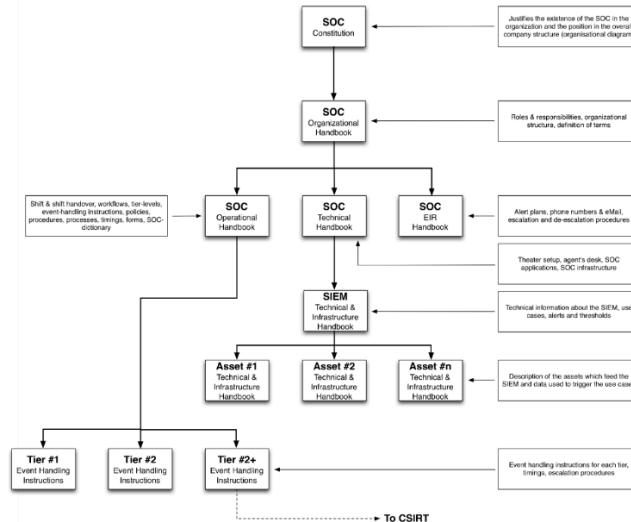 SOC
Constitution
Justifies the existence of the SOC in the
organization and the position in the overall
company structure (organisational diagram
SOC
Organizational
Handbook
Roles & responsibilities, organizational
structura, definition of terms
Shift & shift handover, workflows, tier-levels,
event-handling instructions, policies,
procedures, processes, timings, forms, SOC-
dictionary
SOC
Operational
Handbook
SOC
Technical
Handbook
SOC
EIR
Handbook
Alert plans, phone numbers & eMail,
escalation and de-escalation procedures
Theater setup, agent's desk, SOC
applications, SOC infrastructure
SIEM
Technical &
Infrastructure
Handbook
Technical information about the SIEM, use
cases, alerts and thresholds
Asset #1
Technical &
Infrastructure
Handbook
Asset #2
Technical &
Infrastructure
Handbook
Asset #n
Technical &
Infrastructure
Handbook
Description of the assets which feed the
SIEM and data used to trigger the use case
Tier #1
Event Handling
Instructions
Tier #2
Event Handling
Instructions
Tier #2+
Event Handling
Instructions
Event handling instructions for each tier,
timings, escalation procedures
To CSIRT